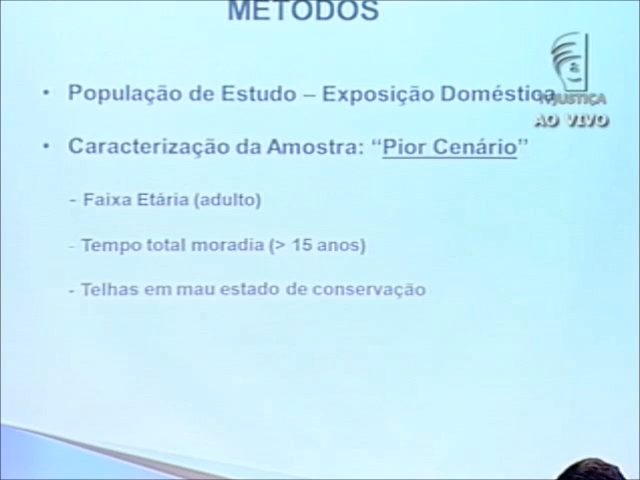 MÉTODOS
• População de Estudo – Exposição Doméstica
TV JUSTIÇA
AO VIVO
• Caracterização da Amostra: “Pior Cenário”
- Faixa Etária (adulto)
- Tempo total moradia (> 15 anos)
- Telhas em mau estado de conservação